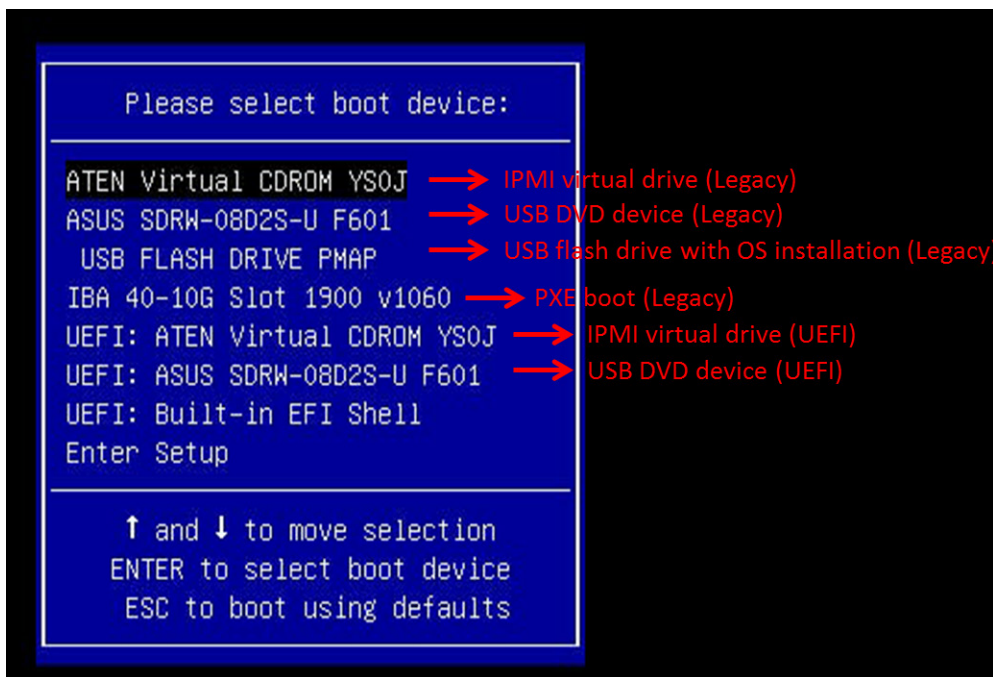 Please select boot device:
ATEN Virtual CDROM YS0J → IPMI virtual drive (Legacy)
ASUS SDRW-08D2S-U F601 → USB DVD device (Legacy)
USB FLASH DRIVE PMAP → USB flash drive with OS installation (Legacy)
IBA 40-10G Slot 1900 v1060 → PXE boot (Legacy)
UEFI: ATEN Virtual CDROM YS0J → IPMI virtual drive (UEFI)
UEFI: ASUS SDRW-08D2S-U F601 → USB DVD device (UEFI)
UEFI: Built-in EFI Shell
Enter Setup
↑ and ↓ to move selection
ENTER to select boot device
ESC to boot using defaults